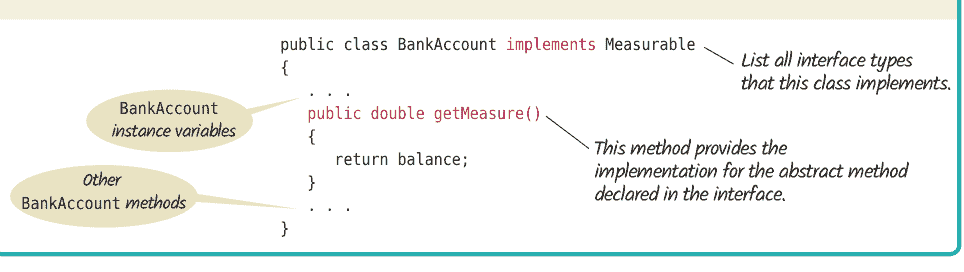 public class BankAccount implements Measurable
{
List all interface types
that this class implements.
. . .
BankAccount
instance variables
public double getMeasure()
{
return balance;
}
This method provides the
implementation for the abstract method
declared in the interface.
Other
BankAccount methods
. . .
}